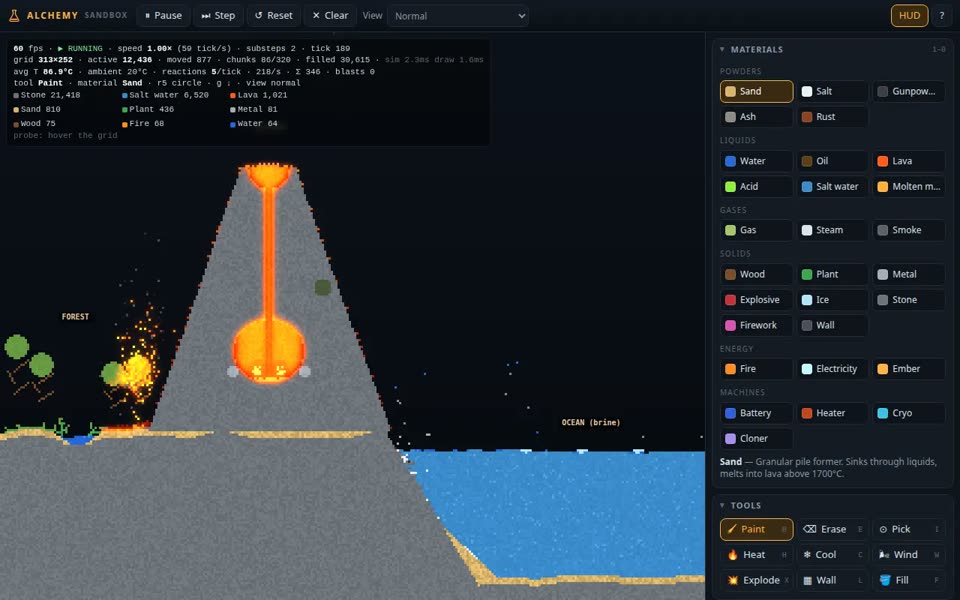 ALCHEMY SANDBOX
Pause
Step
Reset
Clear
View
Normal
HUD
?
60 fps · ▶ RUNNING · speed 1.00× (59 tick/s) · substeps 2 · tick 189
grid 313×252 · active 12,436 · moved 877 · chunks 86/320 · filled 30,615 · sim 2.3ms draw 1.6ms
avg T 86.9°C · ambient 20°C · reactions 5/tick · 218/s · Σ 346 · blasts 0
tool Paint · material Sand · r5 circle · g ↓ · view normal
Stone 21,418 Salt water 6,520 Lava 1,021
Sand 810 Plant 436 Metal 81
Wood 75 Fire 68 Water 64
probe: hover the grid
FOREST
OCEAN (brine)
▼ MATERIALS 1–0
POWDERS
Sand Salt Gunpow...
Ash Rust
LIQUIDS
Water Oil Lava
Acid Salt water Molten m...
GASES
Gas Steam Smoke
SOLIDS
Wood Plant Metal
Explosive Ice Stone
Firework Wall
ENERGY
Fire Electricity Ember
MACHINES
Battery Heater Cryo
Cloner
Sand — Granular pile former. Sinks through liquids,
melts into lava above 1700°C.
▼ TOOLS
Paint B Erase E Pick I
Heat H Cool C Wind W
Explode X Wall L Fill F